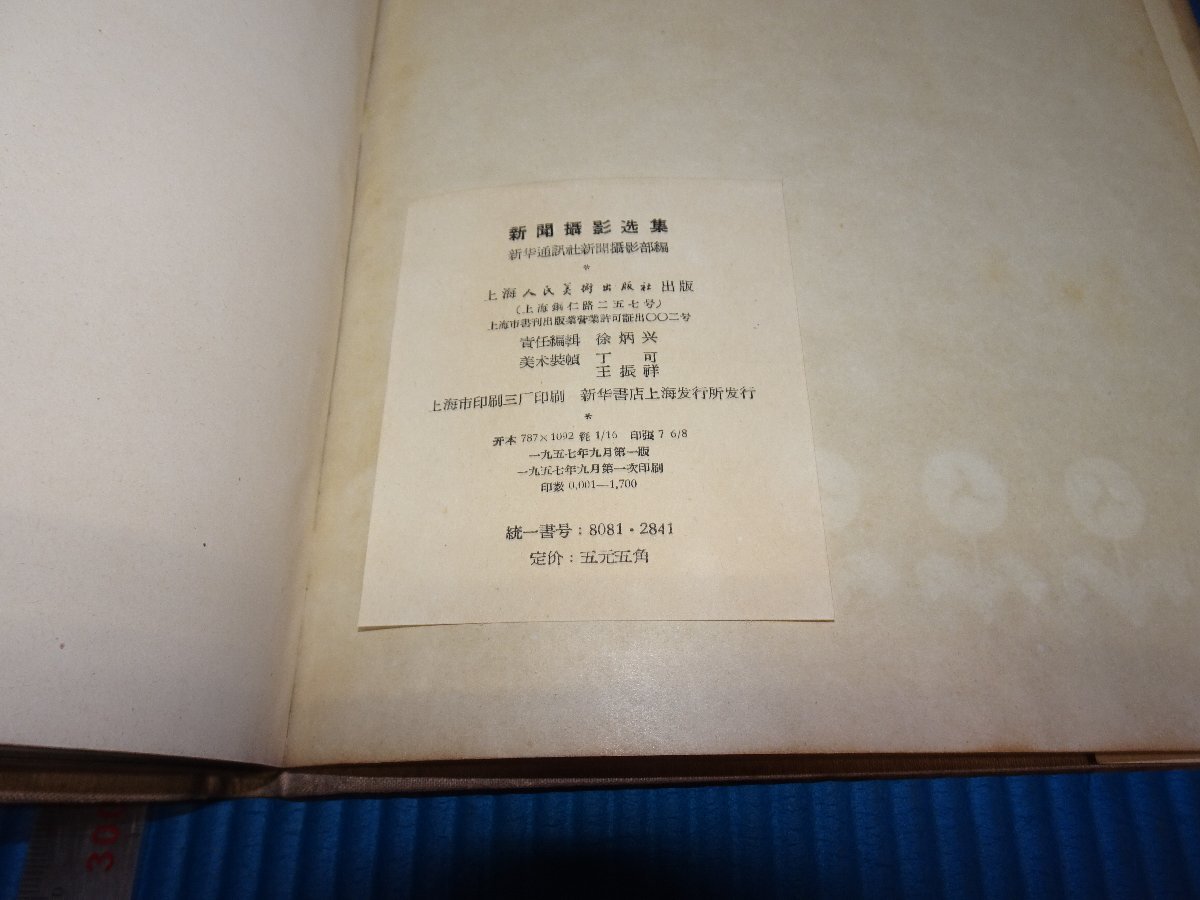 新聞攝影选集
新华通訊社新聞攝影部編
*
上海人民美術出版社出版
(上海銅仁路二五七号)
上海市書刊出版業營業許可証出〇〇二号
責任編輯 徐炳兴
美术裝幀 丁可
王振祥
上海市印刷三厂印刷 新华書店上海发行所发行
*
开本 787×1092 耗 1/16 印張 7 6/8
一九五七年九月第一版
一九五七年九月第一次印刷
印数 0,001—1,700
統一書号：8081·2841
定价：五元五角
300